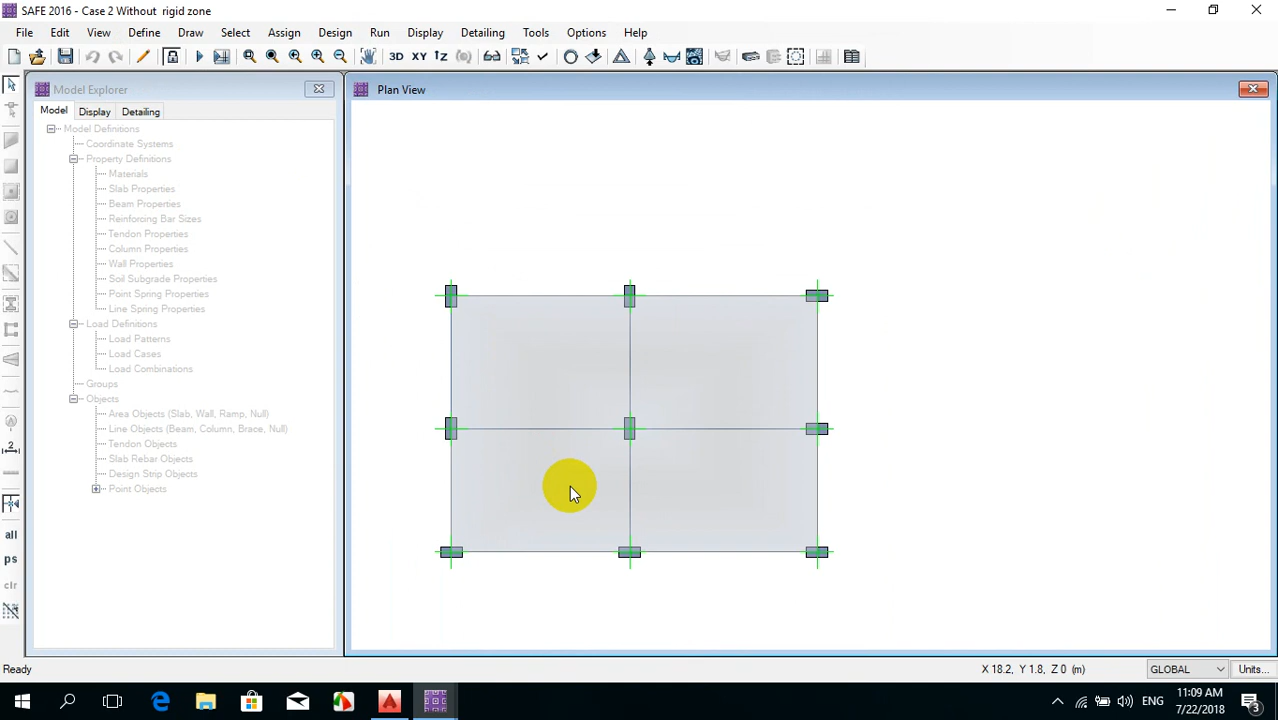 SAFE 2016 - Case 2 Without  rigid zone
File Edit View Define Draw Select Assign Design Run Display Detailing Tools Options Help
3D XY
Model Explorer
Model Display Detailing
Model Definitions
Coordinate Systems
Property Definitions
Materials
Slab Properties
Beam Properties
Reinforcing Bar Sizes
Tendon Properties
Column Properties
Wall Properties
Soil Subgrade Properties
Point Spring Properties
Line Spring Properties
Load Definitions
Load Patterns
Load Cases
Load Combinations
Groups
Objects
Area Objects (Slab, Wall, Ramp, Null)
Line Objects (Beam, Column, Brace, Null)
Tendon Objects
Slab Rebar Objects
Design Strip Objects
Point Objects
all
ps
clr
Plan View
Ready
X 18.2, Y 1.8, Z 0 (m)
GLOBAL
Units...
ENG
11:09 AM
7/22/2018
3